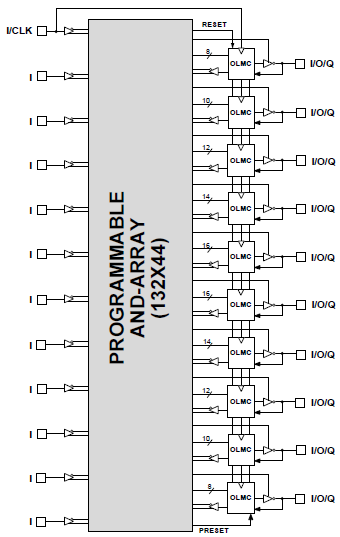 RESET
I/CLK
8
OLMC
I/O/Q
I
10
OLMC
I/O/Q
I
12
OLMC
I/O/Q
I
14
OLMC
I/O/Q
I
16
OLMC
I/O/Q
I
PROGRAMMABLE
AND-ARRAY
(132X44)
16
OLMC
I/O/Q
I
14
OLMC
I/O/Q
I
12
OLMC
I/O/Q
I
10
OLMC
I/O/Q
I
8
OLMC
I/O/Q
I
PRESET
I